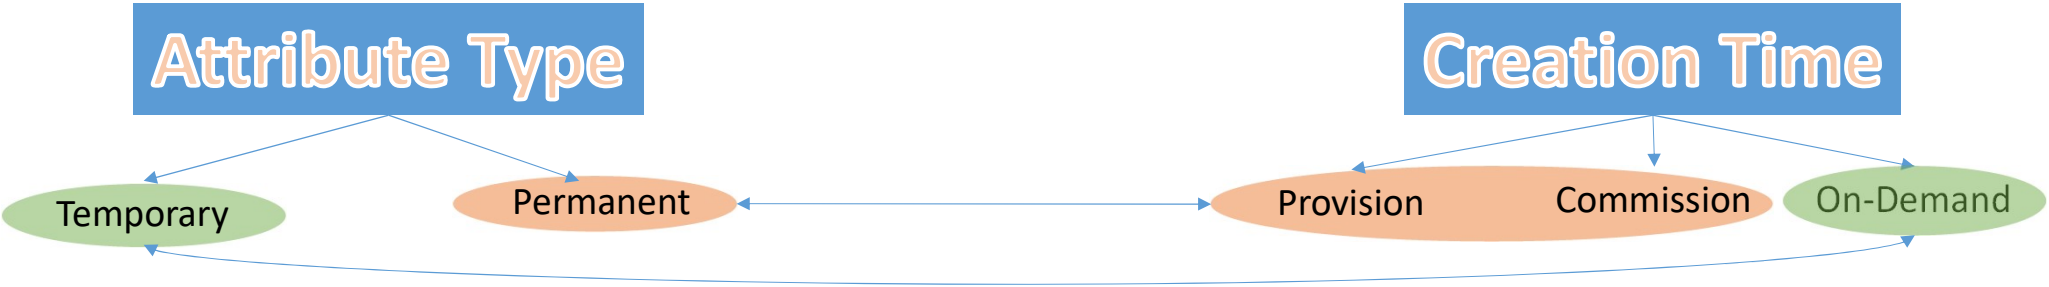 Attribute Type
Creation Time
Temporary
Permanent
Provision
Commission
On-Demand